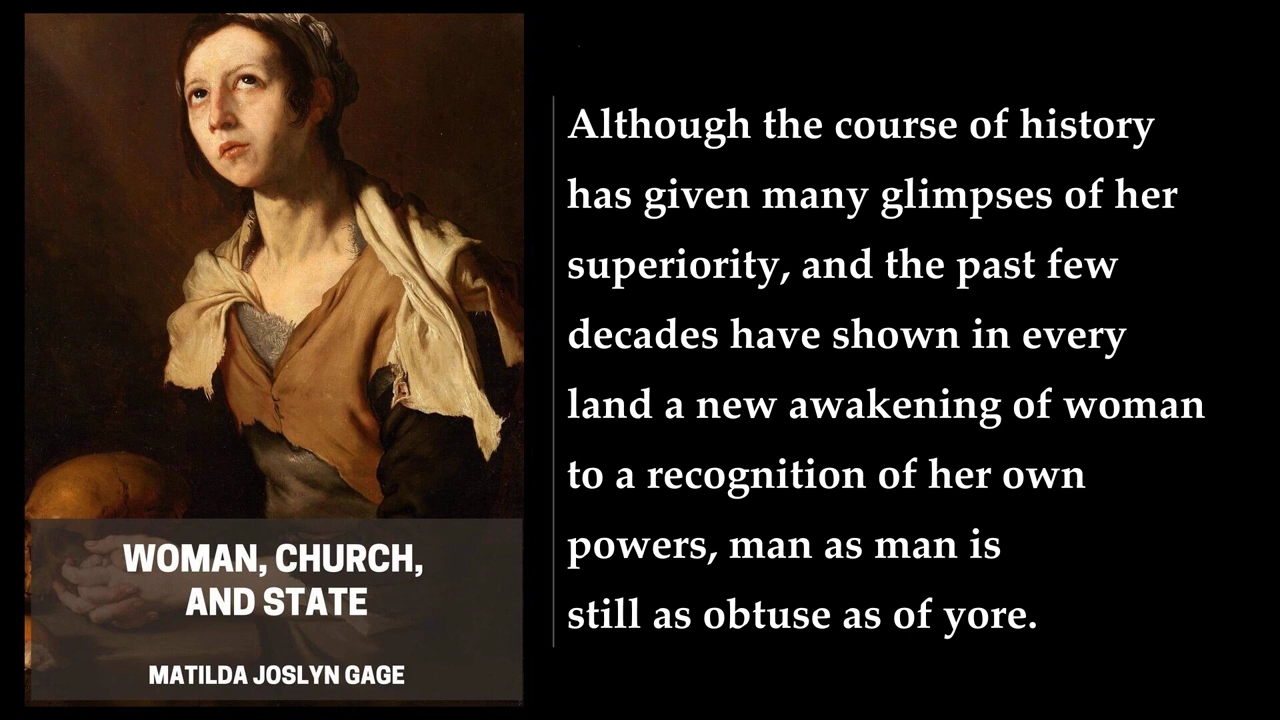 WOMAN, CHURCH,
AND STATE
MATILDA JOSLYN GAGE
Although the course of history
has given many glimpses of her
superiority, and the past few
decades have shown in every
land a new awakening of woman
to a recognition of her own
powers, man as man is
still as obtuse as of yore.